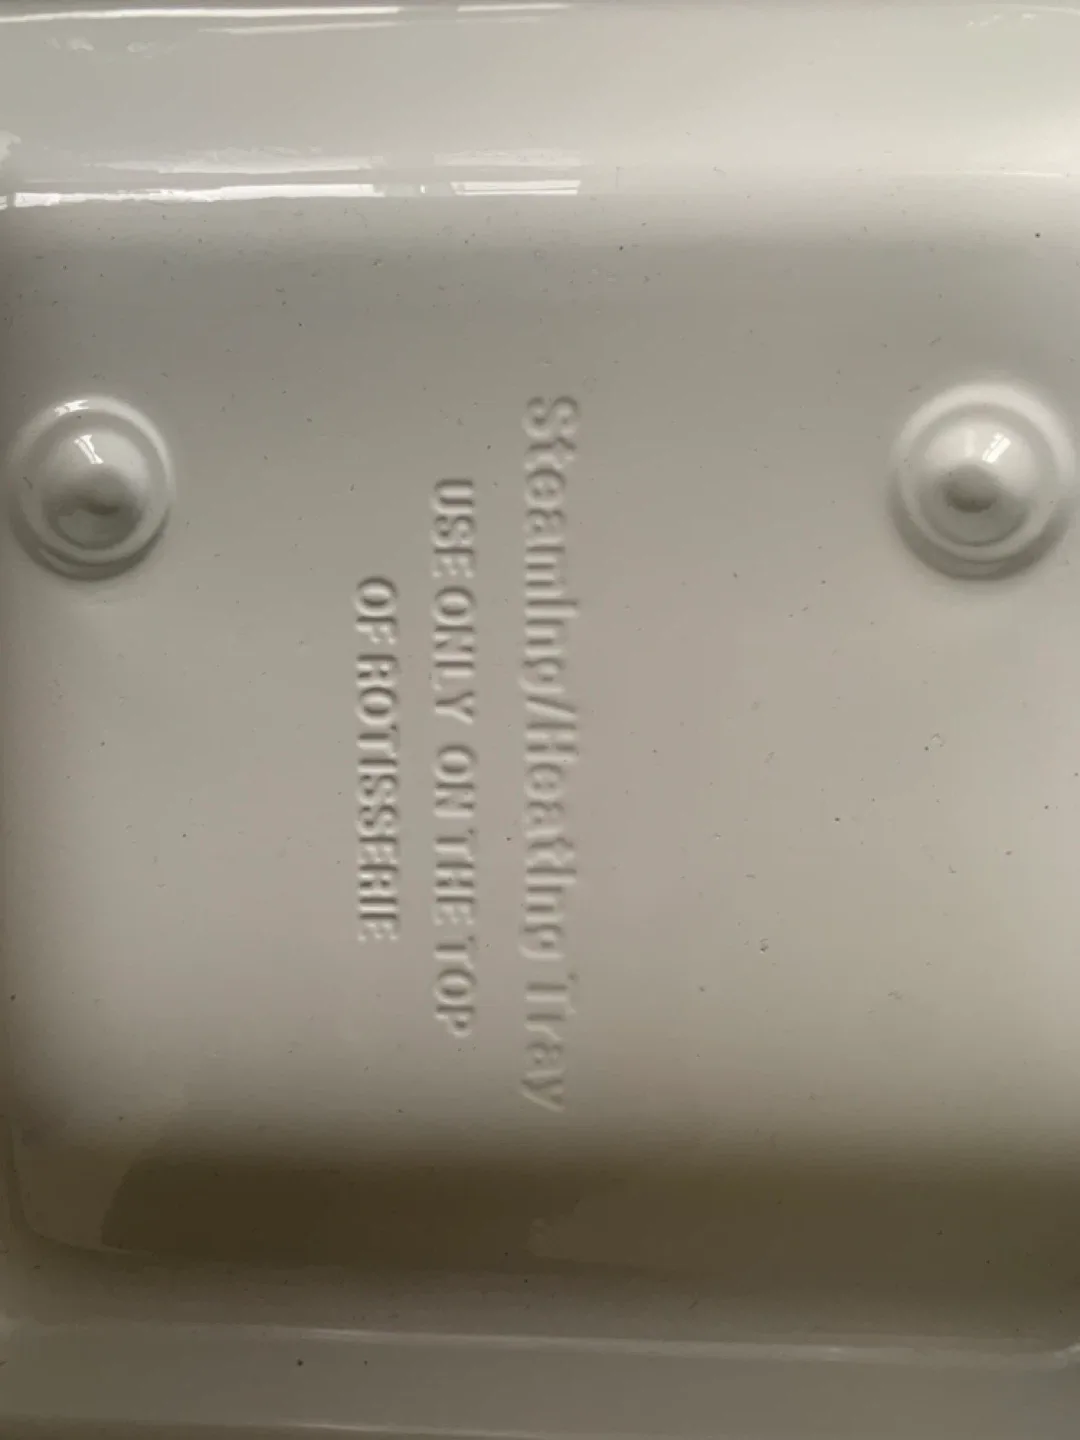 Steaming/Heating Tray
USE ONLY ON THE TOP
OF ROTISSERIE